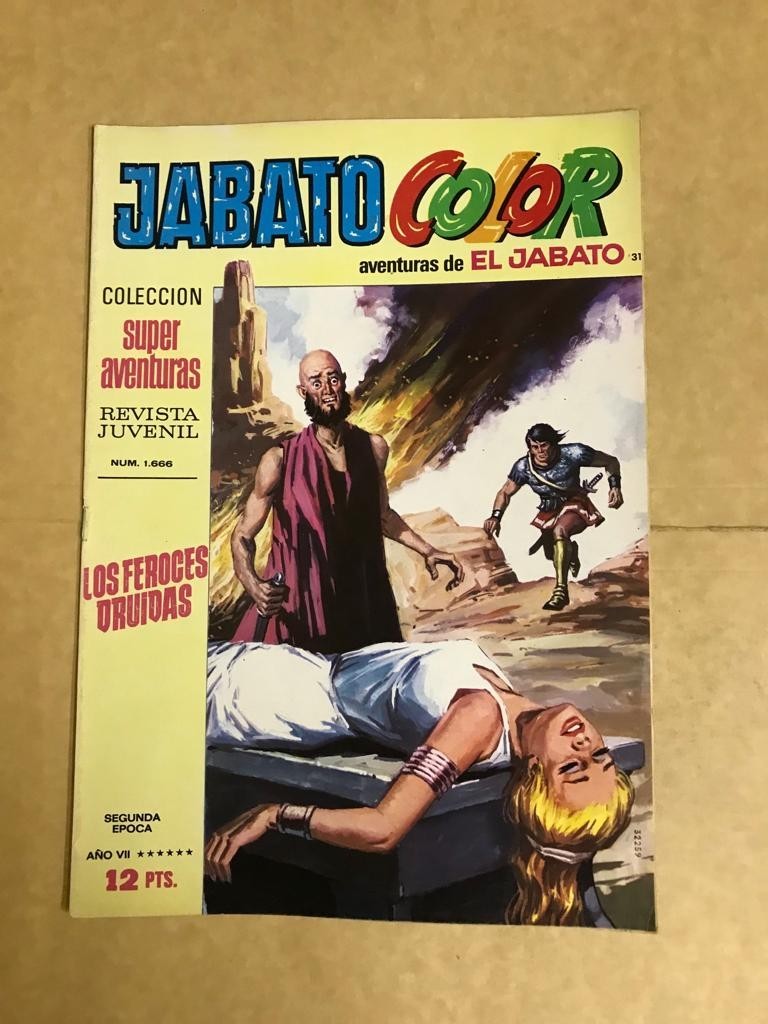 JABATO COLOR
aventuras de EL JABATO 31
COLECCION
super
aventuras
REVISTA
JUVENIL
NUM. 1.666
LOS FEROCES
DRUIDAS
SEGUNDA
EPOCA
AÑO VII ★★★★★★
12 PTS.
32259